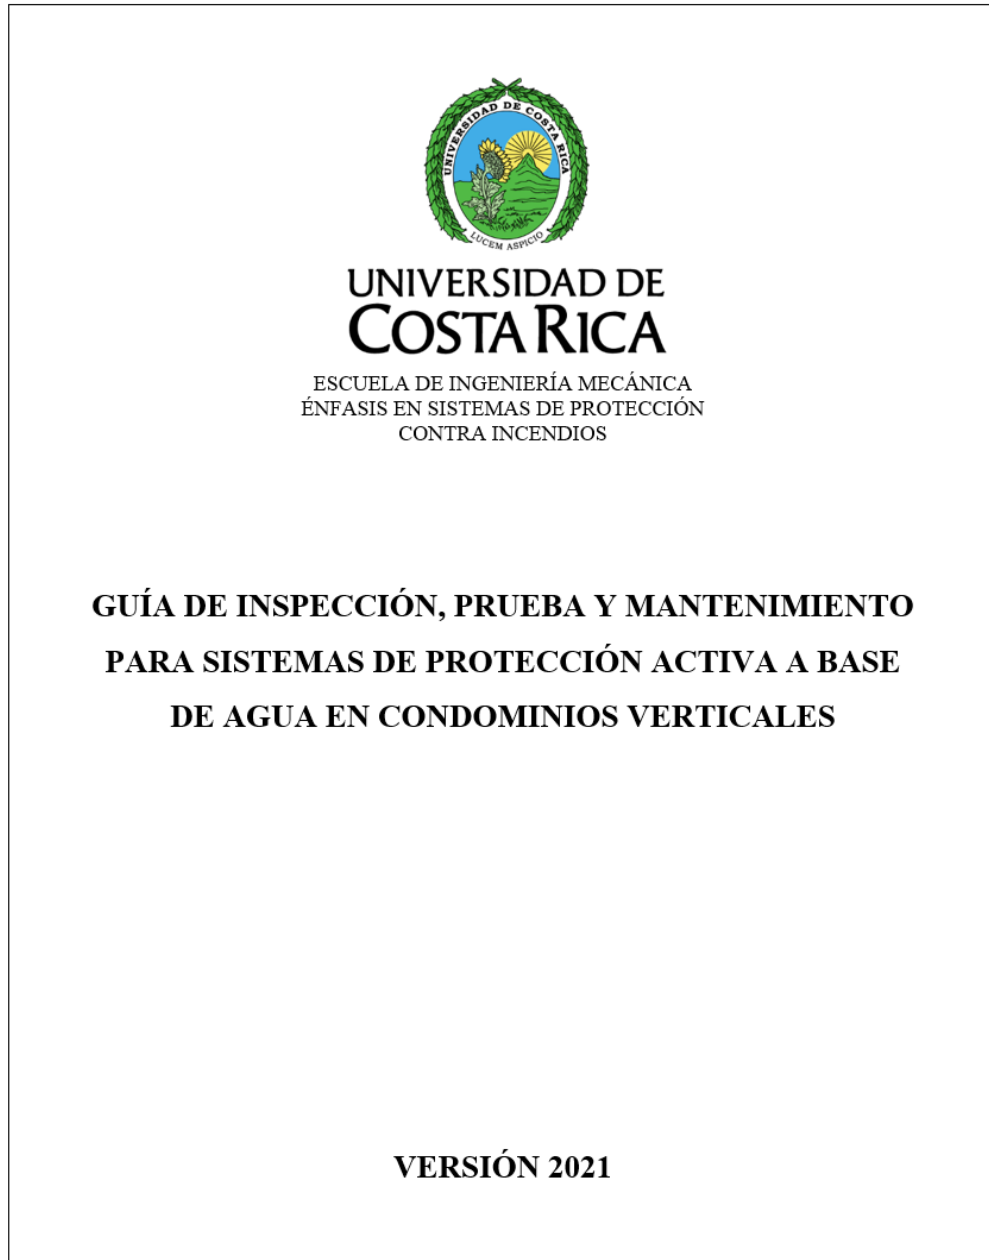 UNIVERSIDAD DE COSTA RICA
LUCEM ASPICIO
UNIVERSIDAD DE
COSTA RICA
ESCUELA DE INGENIERÍA MECÁNICA
ÉNFASIS EN SISTEMAS DE PROTECCIÓN
CONTRA INCENDIOS
GUÍA DE INSPECCIÓN, PRUEBA Y MANTENIMIENTO
PARA SISTEMAS DE PROTECCIÓN ACTIVA A BASE
DE AGUA EN CONDOMINIOS VERTICALES
VERSIÓN 2021